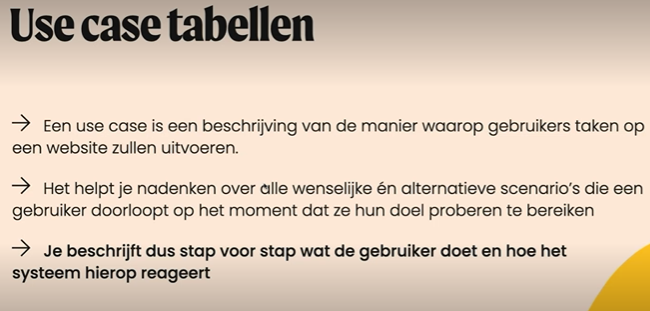 Use case tabellen
→ Een use case is een beschrijving van de manier waarop gebruikers taken op
een website zullen uitvoeren.
→ Het helpt je nadenken over alle wenselijke én alternatieve scenario's die een
gebruiker doorloopt op het moment dat ze hun doel proberen te bereiken
→ Je beschrijft dus stap voor stap wat de gebruiker doet en hoe het
systeem hierop reageert